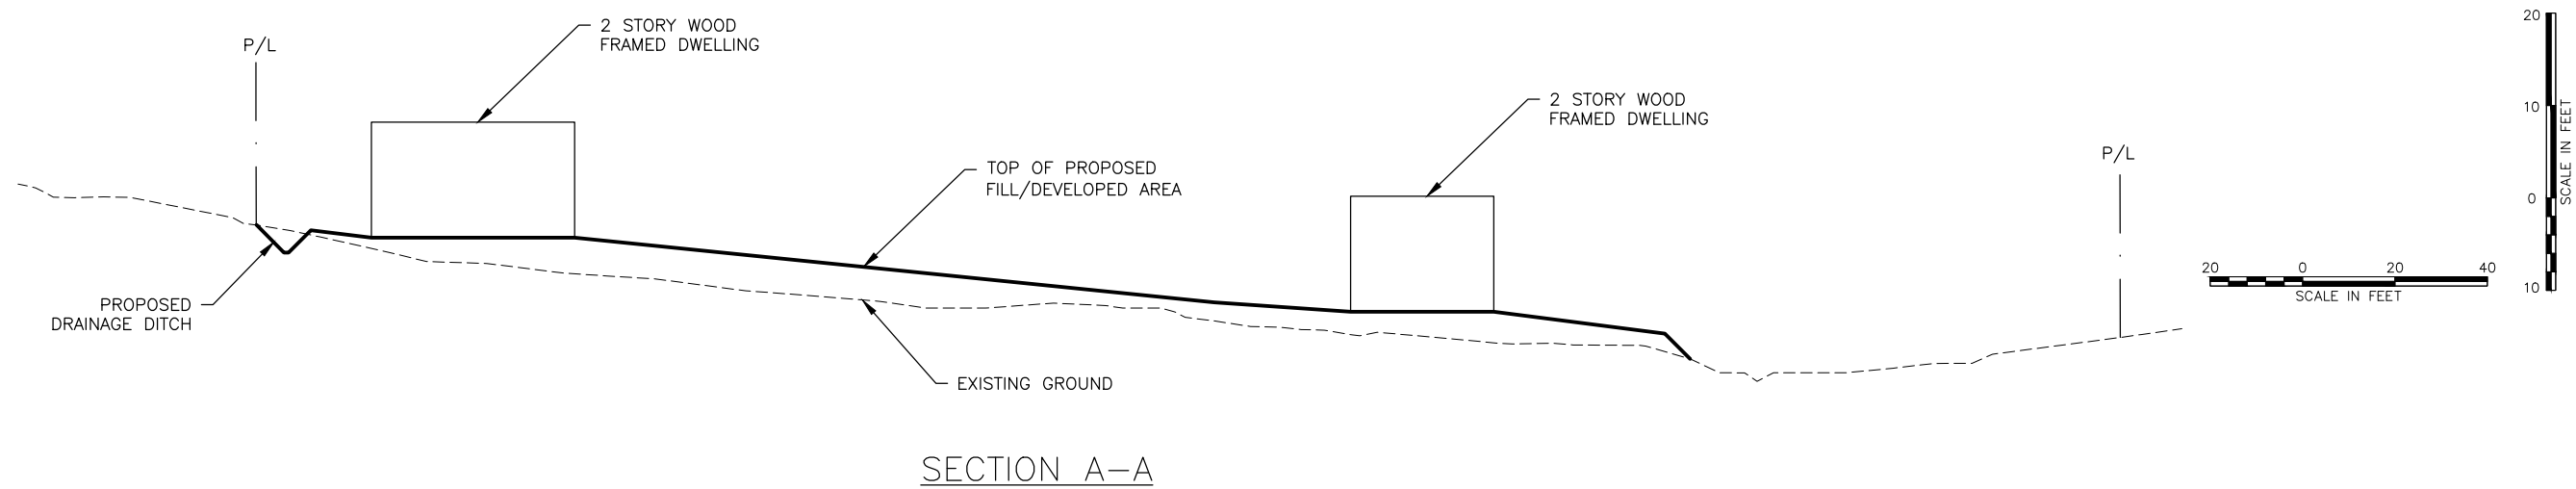 P/L
2 STORY WOOD
FRAMED DWELLING
TOP OF PROPOSED
FILL/DEVELOPED AREA
2 STORY WOOD
FRAMED DWELLING
P/L
PROPOSED
DRAINAGE DITCH
EXISTING GROUND
20 0 20 40
SCALE IN FEET
20
10
0
10
SCALE IN FEET
SECTION A-A